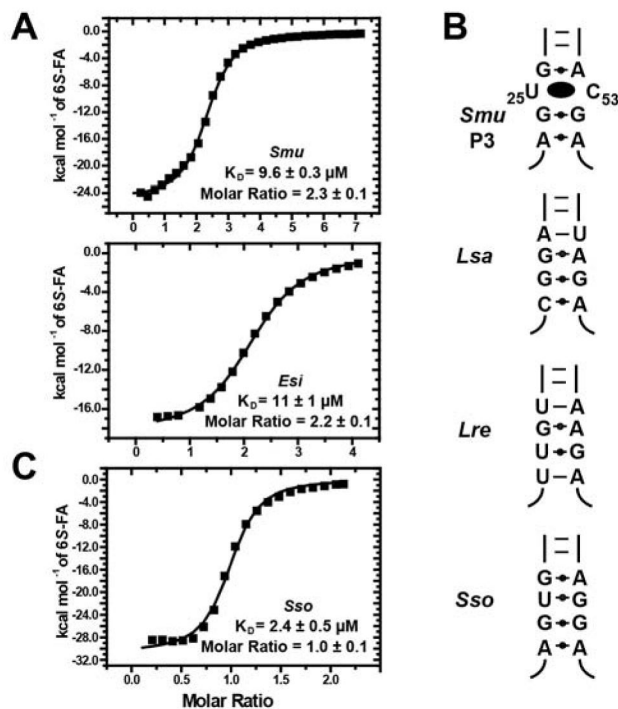 A
kcal mol⁻¹ of 6S-FA
0.0
-4.0
-8.0
-12.0
-16.0
-20.0
-24.0
Smu
K_D = 9.6 ± 0.3 μM
Molar Ratio = 2.3 ± 0.1
0 1 2 3 4 5 6 7
kcal mol⁻¹ of 6S-FA
0.0
-4.0
-8.0
-12.0
-16.0
Esi
K_D = 11 ± 1 μM
Molar Ratio = 2.2 ± 0.1
0 1 2 3 4
C
kcal mol⁻¹ of 6S-FA
0.0
-4.0
-8.0
-12.0
-16.0
-20.0
-24.0
-28.0
-32.0
Sso
K_D = 2.4 ± 0.5 μM
Molar Ratio = 1.0 ± 0.1
0.0 0.5 1.0 1.5 2.0
Molar Ratio
B
Smu
P3
G A
25U C53
G G
A A
Lsa
A U
G A
G G
C A
Lre
U A
G A
U G
U A
Sso
G A
U G
G G
A A